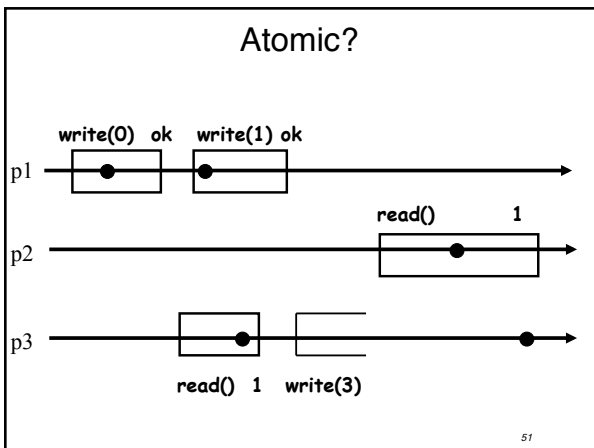 Atomic?
write(0) ok write(1) ok
p1
read() 1
p2
p3
read() 1 write(3)
51